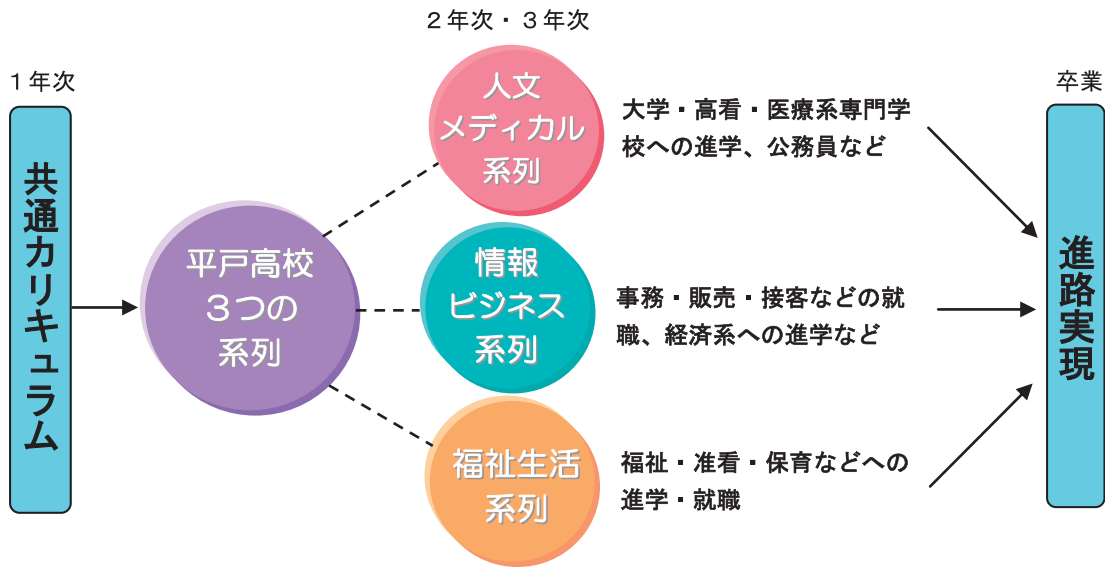 1年次
共通カリキュラム
平戸高校
3つの
系列
2年次・3年次
人文
メディカル
系列
大学・高看・医療系専門学
校への進学、公務員など
情報
ビジネス
系列
事務・販売・接客などの就
職、経済系への進学など
福祉生活
系列
福祉・准看・保育などへの
進学・就職
卒業
進路実現